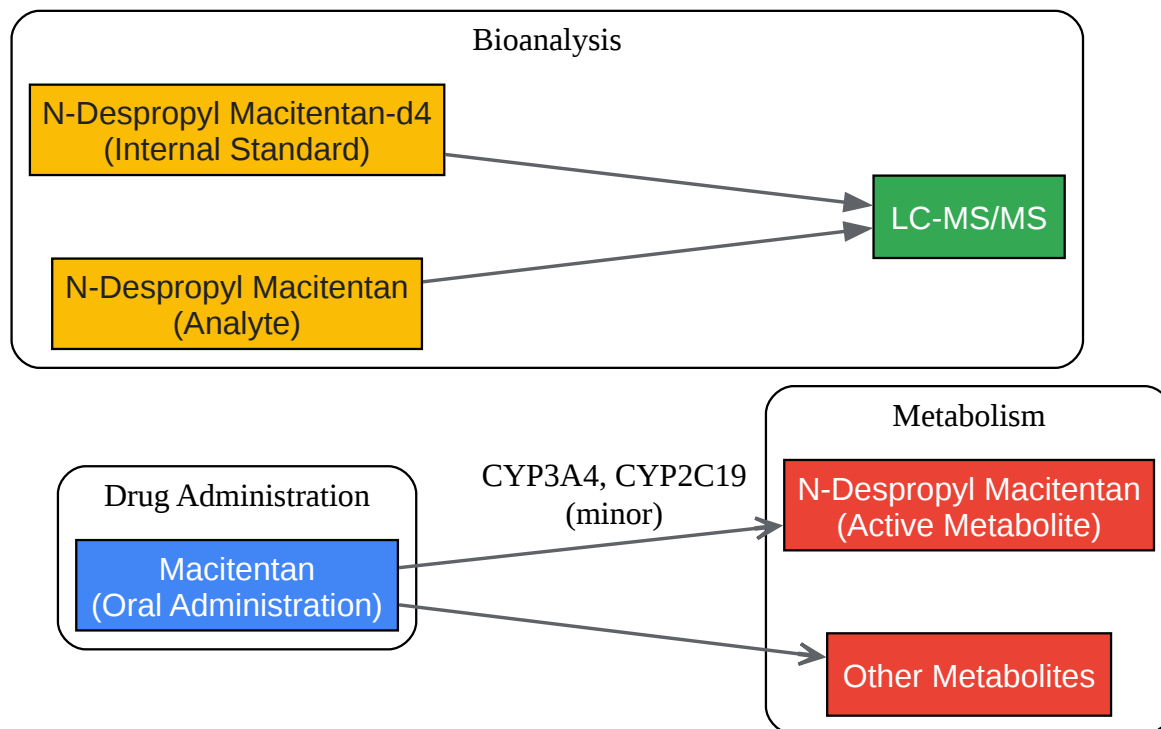 Bioanalysis
N-Despropyl Macitentan-d4
(Internal Standard)
LC-MS/MS
N-Despropyl Macitentan
(Analyte)
Metabolism
CYP3A4, CYP2C19
(minor)
N-Despropyl Macitentan
(Active Metabolite)
Drug Administration
Macitentan
(Oral Administration)
Other Metabolites